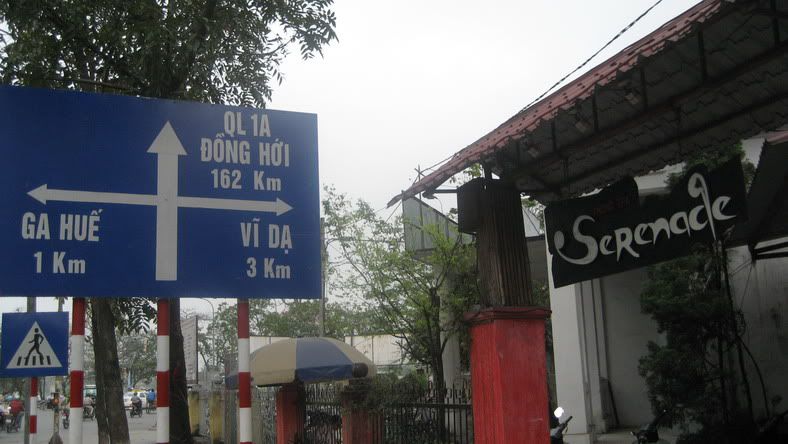 QL 1A
ĐỒNG HỚI
162 Km
GA HUẾ
1 Km
VĨ DẠ
3 Km
Serenade